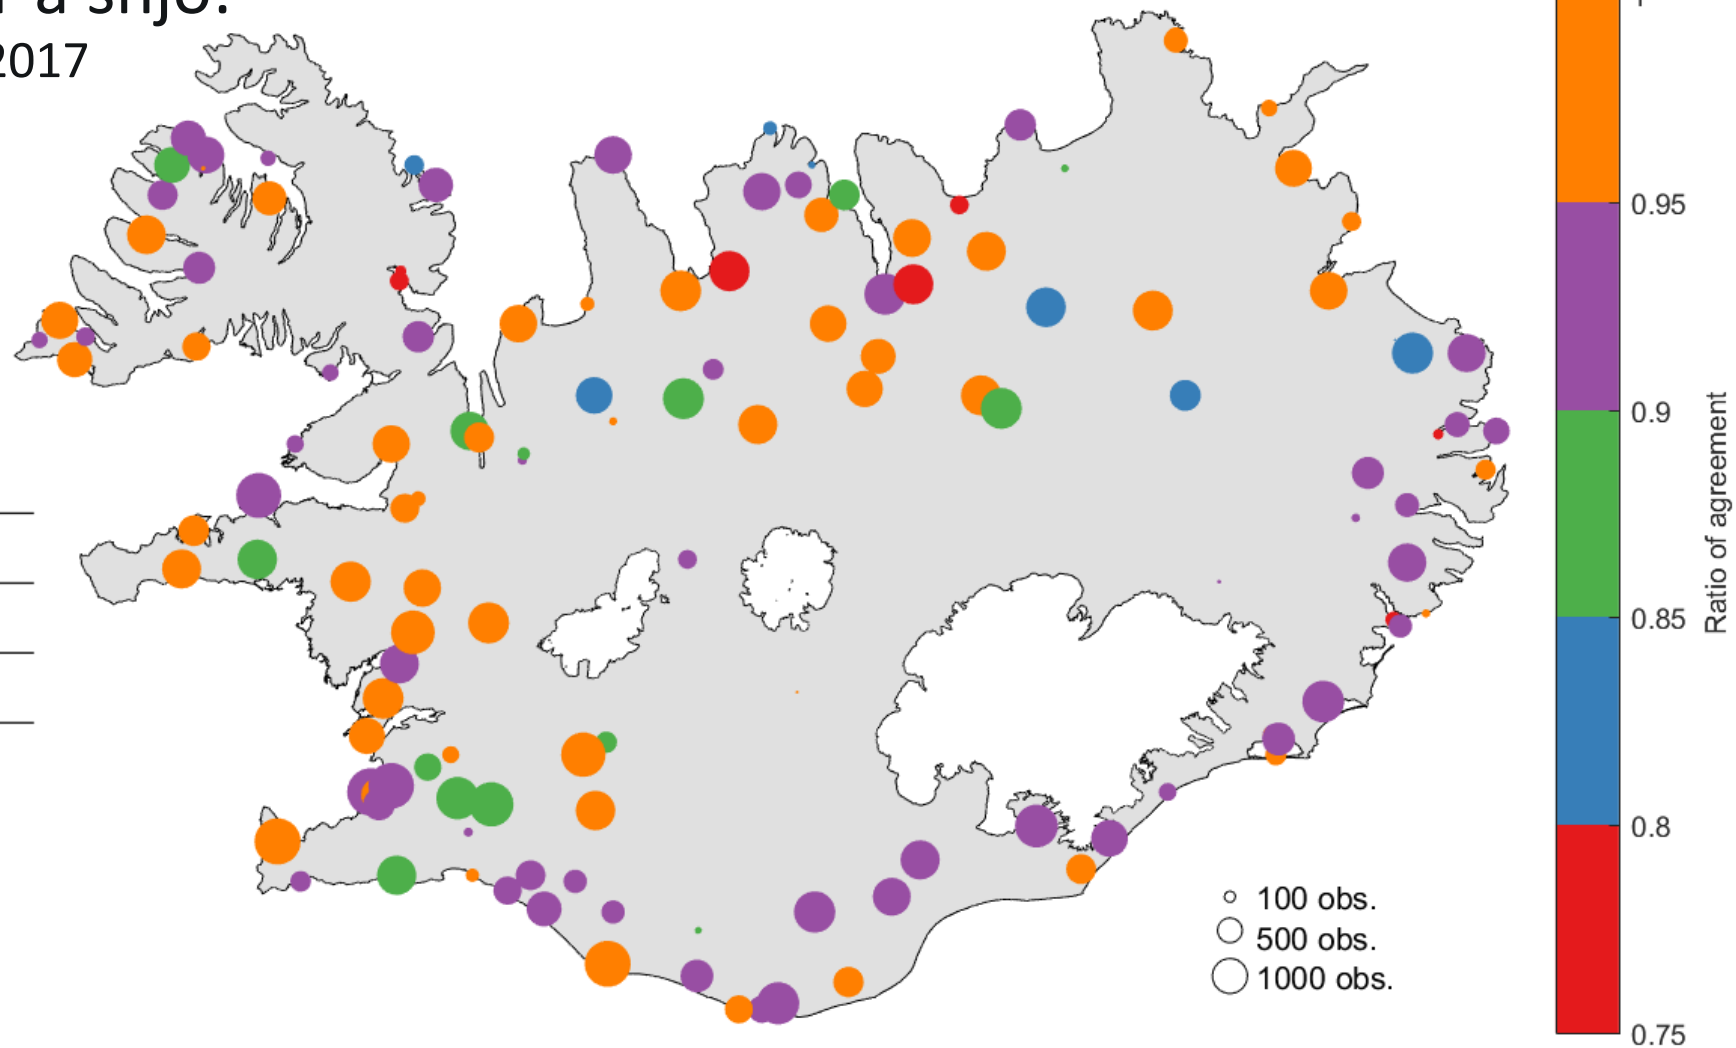 á snjó.
2017
0.95
0.9
0.85
0.8
0.75
Ratio of agreement
100 obs.
500 obs.
1000 obs.